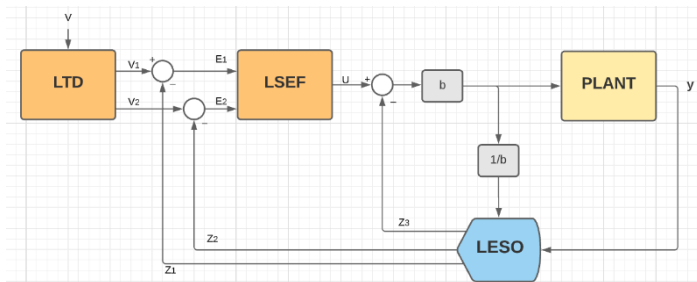 V
LTD
V1
+
−
E1
V2
−
E2
LSEF
U
+
−
b
PLANT
y
1/b
LESO
Z3
Z2
Z1